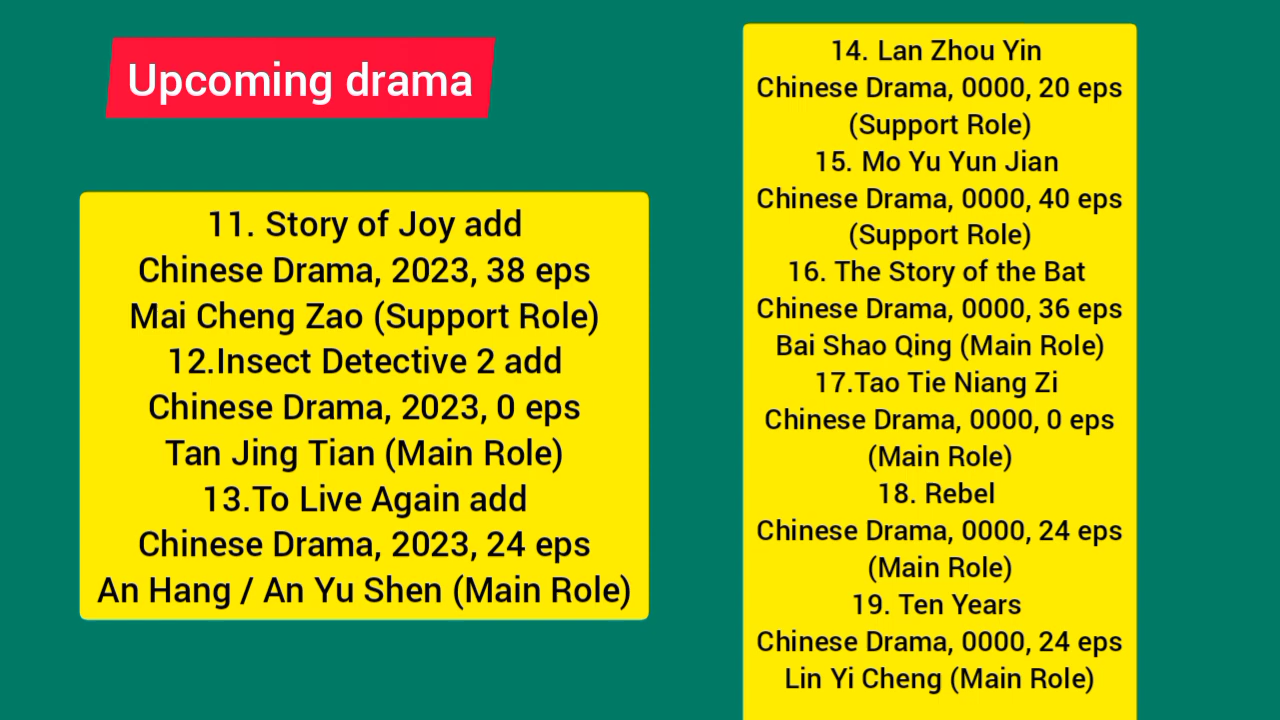 Upcoming drama
11. Story of Joy add
Chinese Drama, 2023, 38 eps
Mai Cheng Zao (Support Role)
12.Insect Detective 2 add
Chinese Drama, 2023, 0 eps
Tan Jing Tian (Main Role)
13.To Live Again add
Chinese Drama, 2023, 24 eps
An Hang / An Yu Shen (Main Role)
14. Lan Zhou Yin
Chinese Drama, 0000, 20 eps
(Support Role)
15. Mo Yu Yun Jian
Chinese Drama, 0000, 40 eps
(Support Role)
16. The Story of the Bat
Chinese Drama, 0000, 36 eps
Bai Shao Qing (Main Role)
17.Tao Tie Niang Zi
Chinese Drama, 0000, 0 eps
(Main Role)
18. Rebel
Chinese Drama, 0000, 24 eps
(Main Role)
19. Ten Years
Chinese Drama, 0000, 24 eps
Lin Yi Cheng (Main Role)